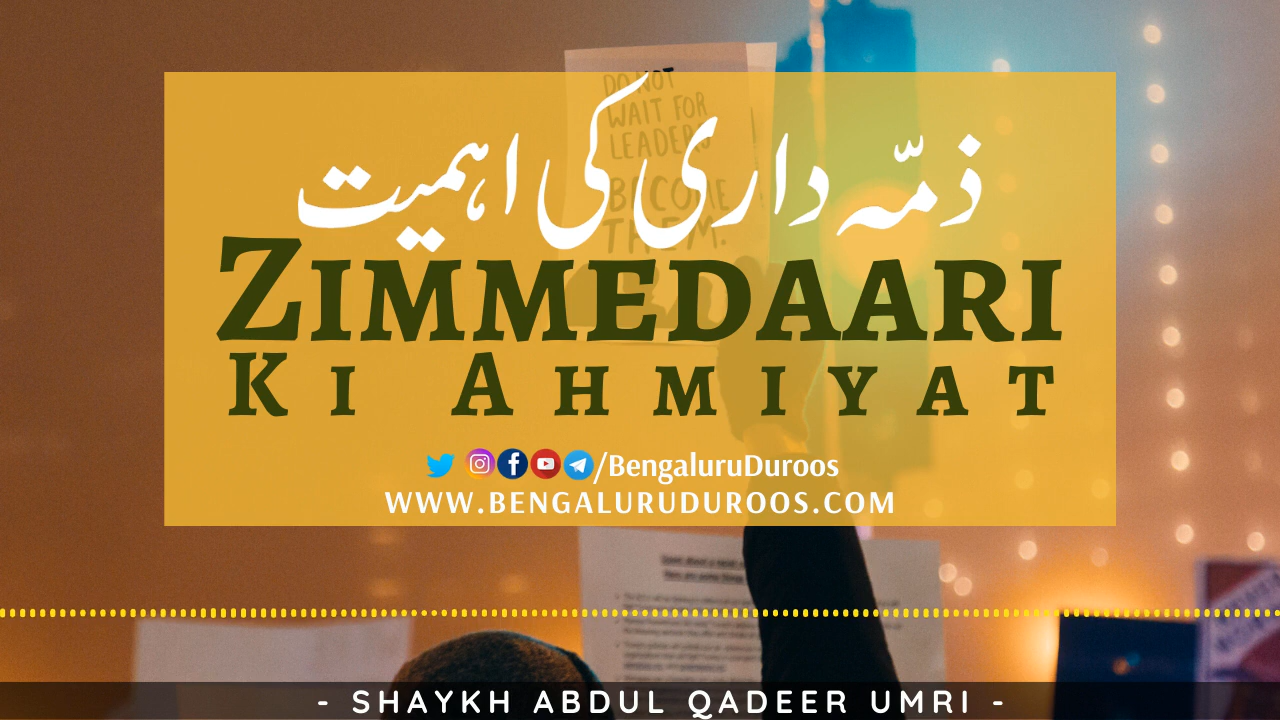 DO NOT
WAIT FOR
LEADERS
BECOME
THEM.
ذمّہ داری کی اہمیت
ZIMMEDAARI
KI AHMIYAT
/BengaluruDuroos
WWW.BENGALURUDUROOS.COM
- SHAYKH ABDUL QADEER UMRI -